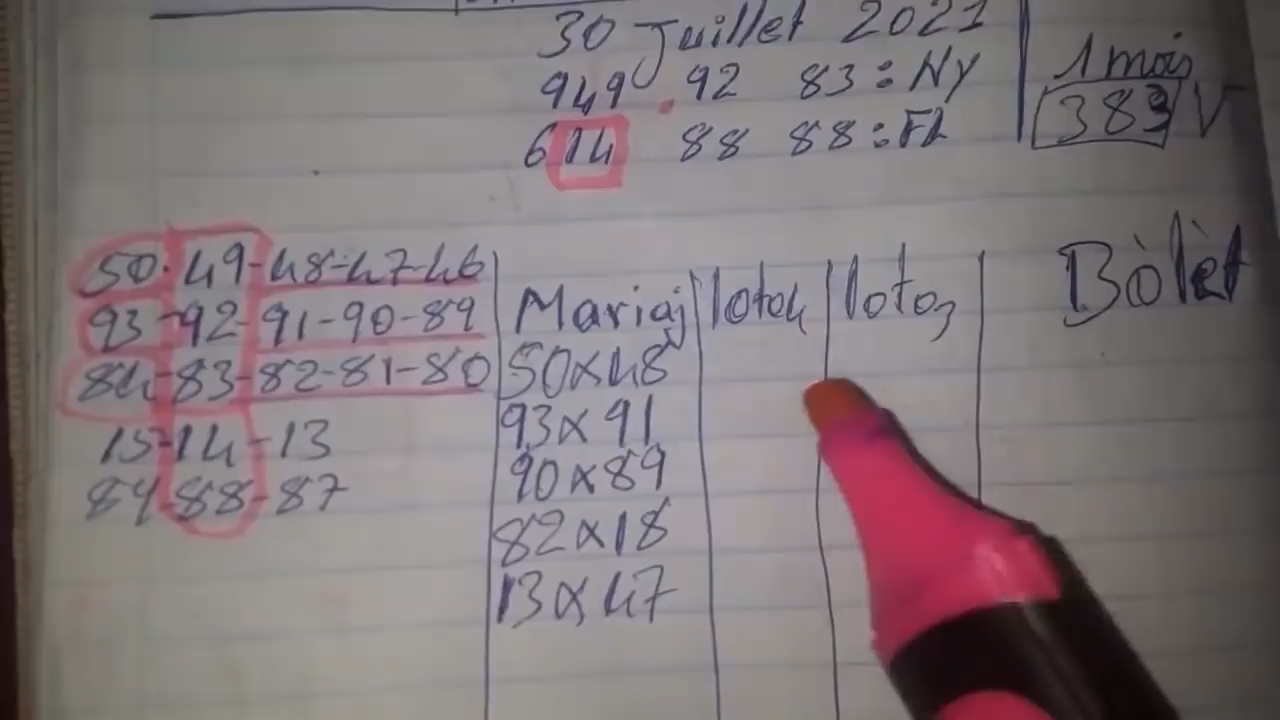 30 Juillet 2021
949 . 92 83 : NY
614 88 88 : FL
1 mois
383 V
50-49-48-47-46
93-92-91-90-89
84-83-82-81-80
15-14-13
89-88-87
Mariaj
50x48
93x91
90x89
82x18
13x47
loto4
loto3
Bòlèt